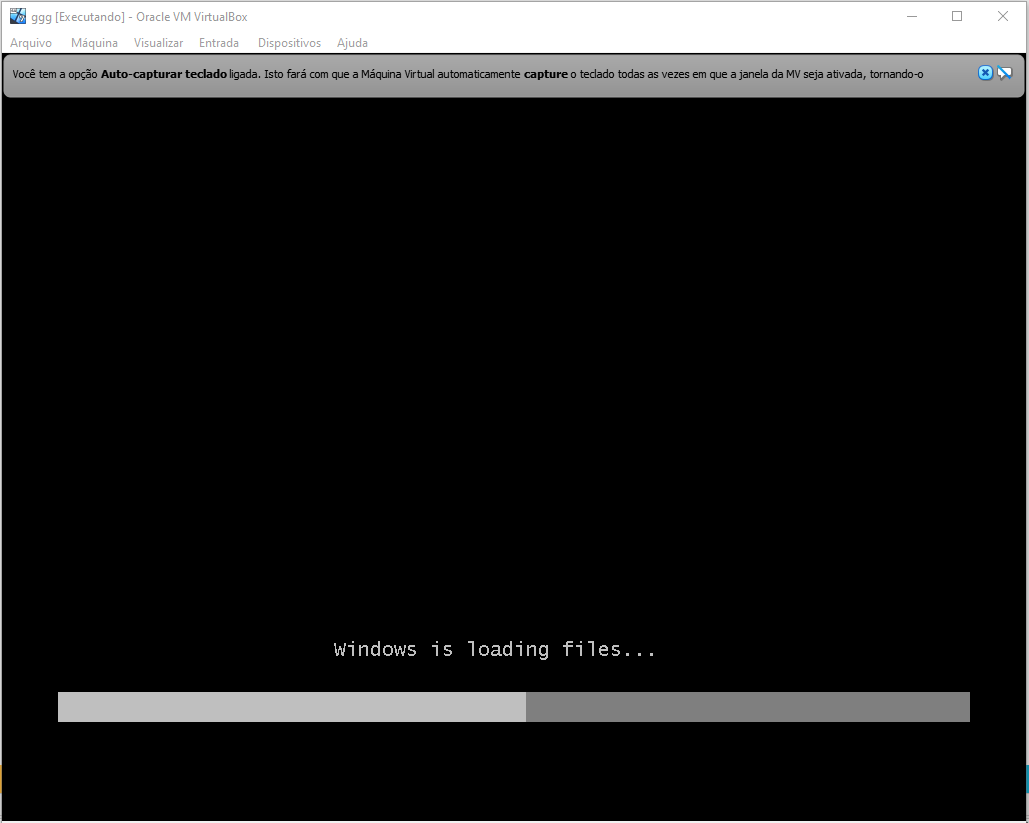 ggg [Executando] - Oracle VM VirtualBox
Arquivo Máquina Visualizar Entrada Dispositivos Ajuda
Você tem a opção Auto-capturar teclado ligada. Isto fará com que a Máquina Virtual automaticamente capture o teclado todas as vezes em que a janela da MV seja ativada, tornando-o
Windows is loading files...